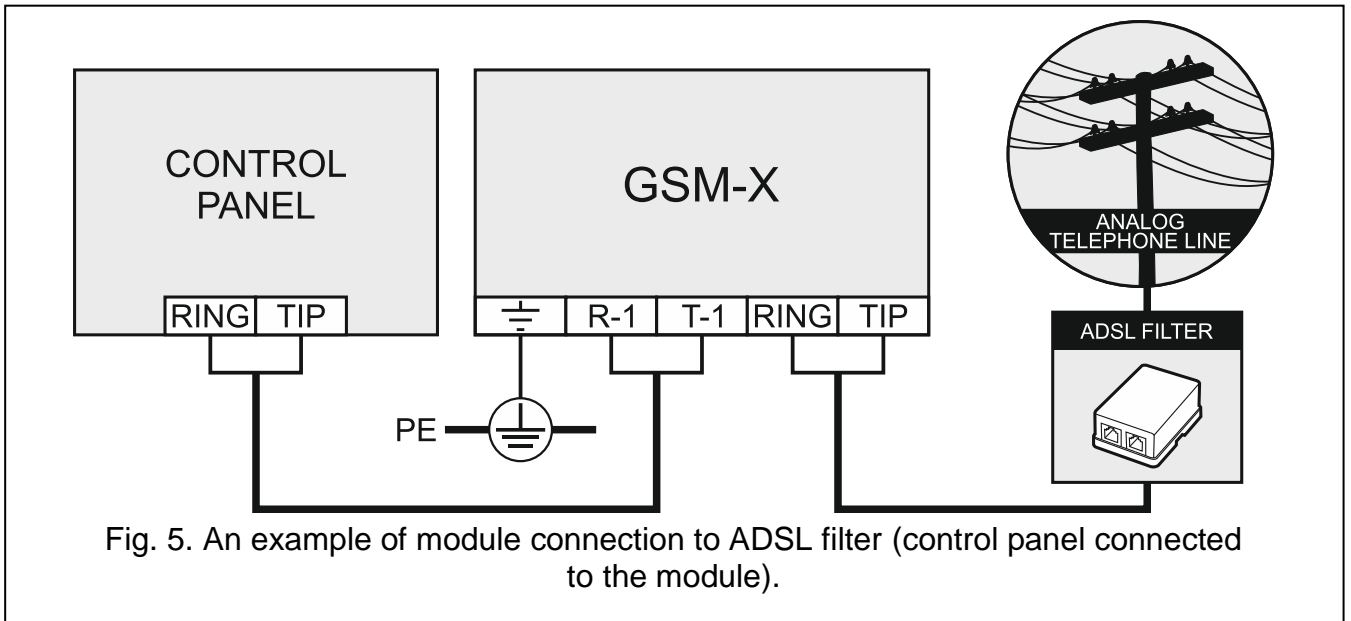 CONTROL
PANEL
GSM-X
ANALOG
TELEPHONE LINE
RING TIP
R-1 T-1 RING TIP
ADSL FILTER
PE
Fig. 5. An example of module connection to ADSL filter (control panel connected
to the module).